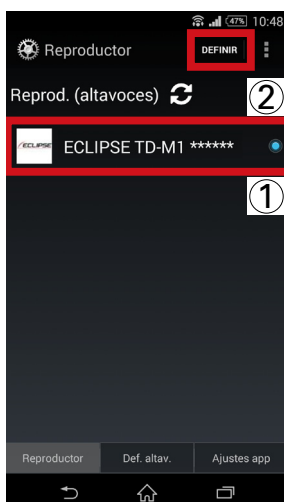 47% 10:48
Reproductor DEFINIR
Reprod. (altavoces) 2
ECLIPSE ECLIPSE TD-M1 ******
1
Reproductor Def. altav. Ajustes app